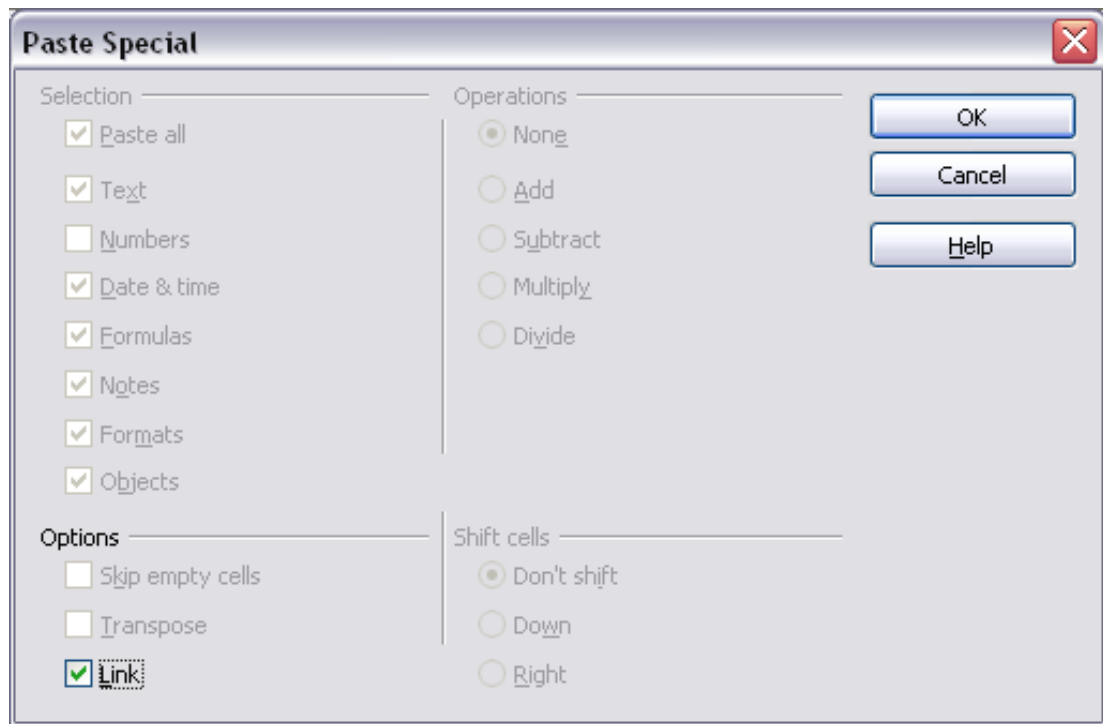 Paste Special
Selection
Paste all
Text
Numbers
Date & time
Formulas
Notes
Formats
Objects
Operations
None
Add
Subtract
Multiply
Divide
OK
Cancel
Help
Options
Skip empty cells
Transpose
Link
Shift cells
Don't shift
Down
Right